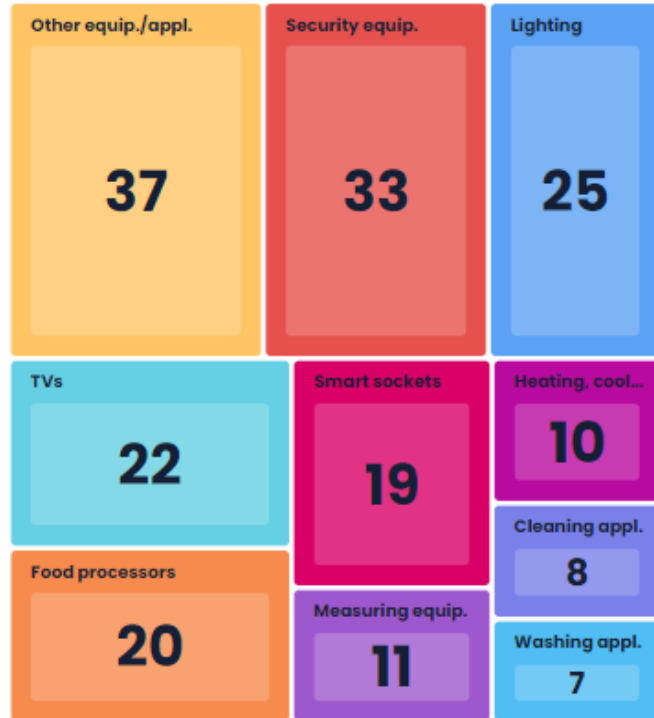 Other equip./appl.
37
Security equip.
33
Lighting
25
TVs
22
Smart sockets
19
Heating, cool...
10
Cleaning appl.
8
Food processors
20
Measuring equip.
11
Washing appl.
7